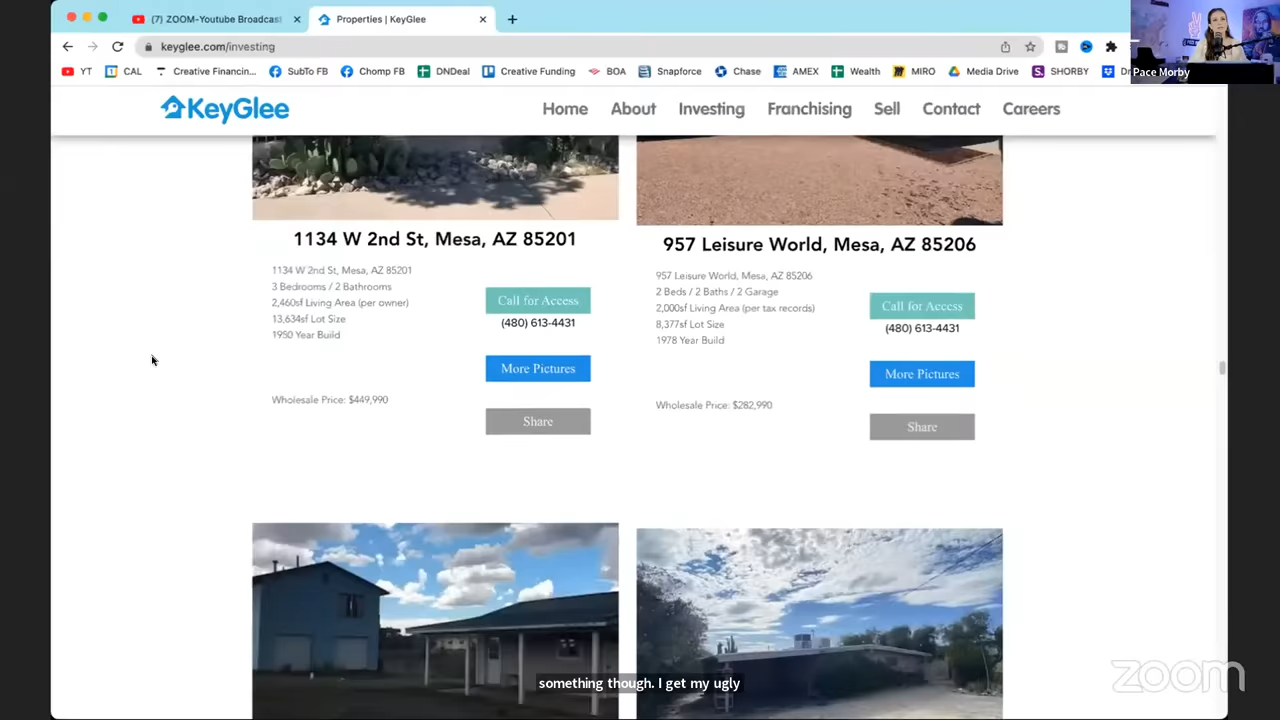 (7) ZOOM-Youtube Broadcast
Properties | KeyGlee
keyglee.com/investing
YT
CAL
Creative Financin...
SubTo FB
Chomp FB
DNDeal
Creative Funding
BOA
Snapforce
Chase
AMEX
Wealth
MIRO
Media Drive
SHORBY
Pace Morby
KeyGlee
Home
About
Investing
Franchising
Sell
Contact
Careers
1134 W 2nd St, Mesa, AZ 85201
1134 W 2nd St, Mesa, AZ 85201
3 Bedrooms / 2 Bathrooms
2,460sf Living Area (per owner)
13,634sf Lot Size
1950 Year Build
Wholesale Price: $449,990
Call for Access
(480) 613-4431
More Pictures
Share
957 Leisure World, Mesa, AZ 85206
957 Leisure World, Mesa, AZ 85206
2 Beds / 2 Baths / 2 Garage
2,000sf Living Area (per tax records)
8,377sf Lot Size
1978 Year Build
Wholesale Price: $282,990
Call for Access
(480) 613-4431
More Pictures
Share
something though. I get my ugly
zoom